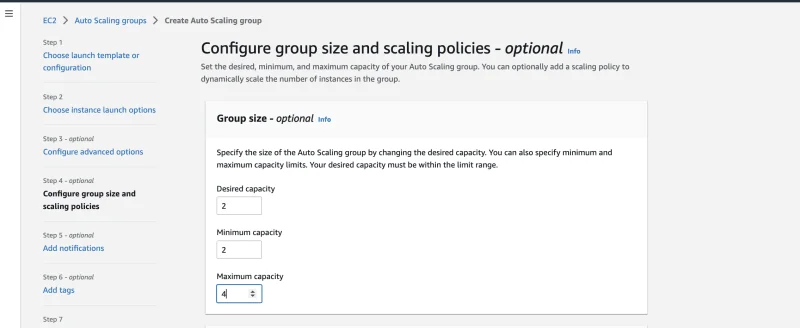 EC2 > Auto Scaling groups > Create Auto Scaling group
Step 1
Choose launch template or
configuration
Step 2
Choose instance launch options
Step 3 - optional
Configure advanced options
Step 4 - optional
Configure group size and
scaling policies
Step 5 - optional
Add notifications
Step 6 - optional
Add tags
Step 7
Configure group size and scaling policies - optional Info
Set the desired, minimum, and maximum capacity of your Auto Scaling group. You can optionally add a scaling policy to
dynamically scale the number of instances in the group.
Group size - optional Info
Specify the size of the Auto Scaling group by changing the desired capacity. You can also specify minimum and
maximum capacity limits. Your desired capacity must be within the limit range.
Desired capacity
2
Minimum capacity
2
Maximum capacity
4